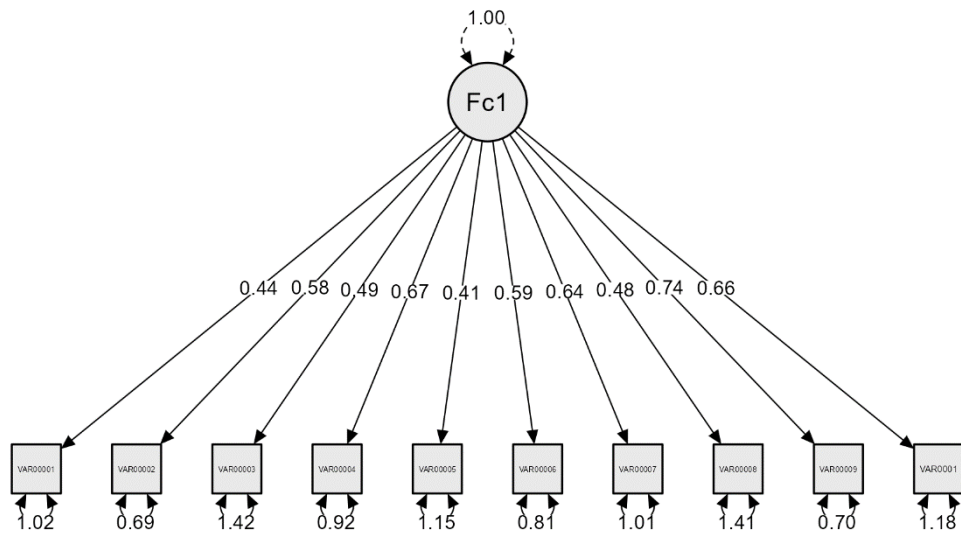 1.00
Fc1
0.44 0.58 0.49 0.67 0.41 0.59 0.64 0.48 0.74 0.66
VAR00001 VAR00002 VAR00003 VAR00004 VAR00005 VAR00006 VAR00007 VAR00008 VAR00009 VAR0001
1.02 0.69 1.42 0.92 1.15 0.81 1.01 1.41 0.70 1.18